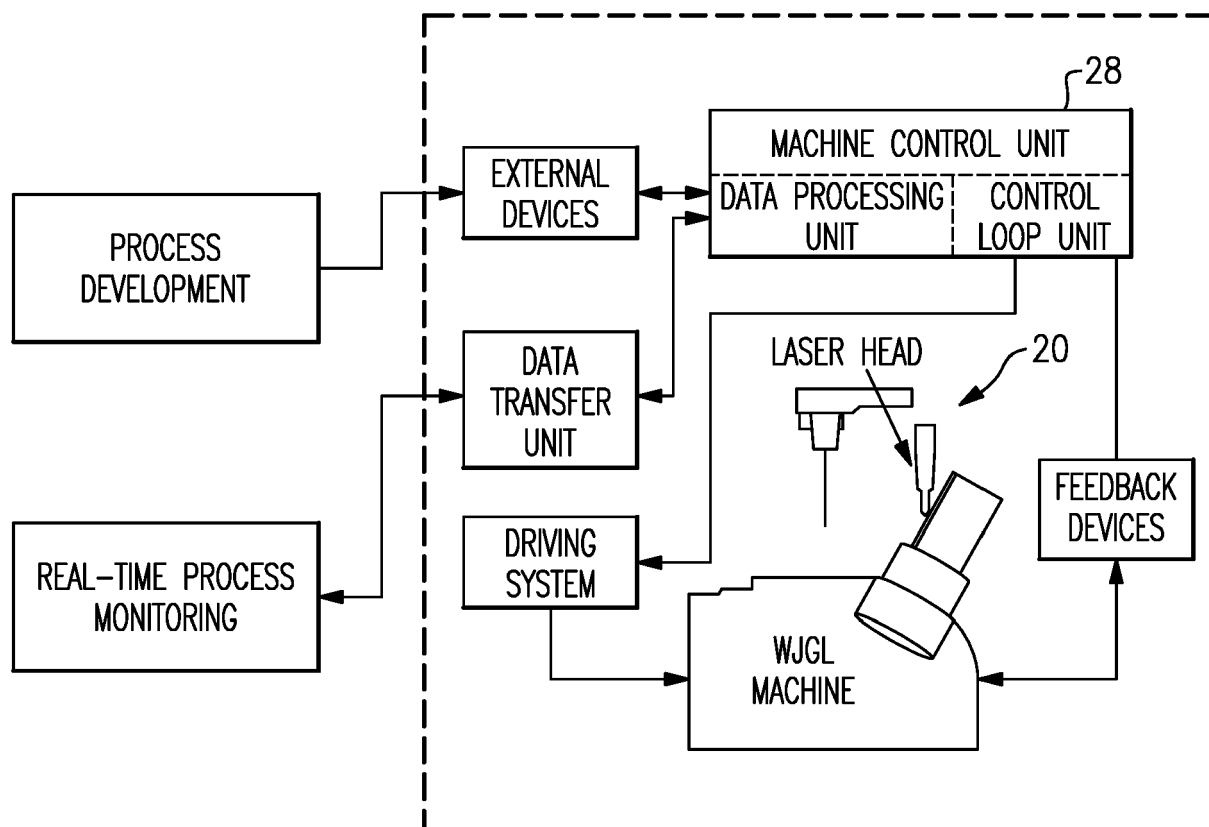 28
MACHINE CONTROL UNIT
DATA PROCESSING
UNIT
CONTROL
LOOP UNIT
EXTERNAL
DEVICES
PROCESS
DEVELOPMENT
DATA
TRANSFER
UNIT
LASER HEAD
20
FEEDBACK
DEVICES
REAL-TIME PROCESS
MONITORING
DRIVING
SYSTEM
WJGL
MACHINE